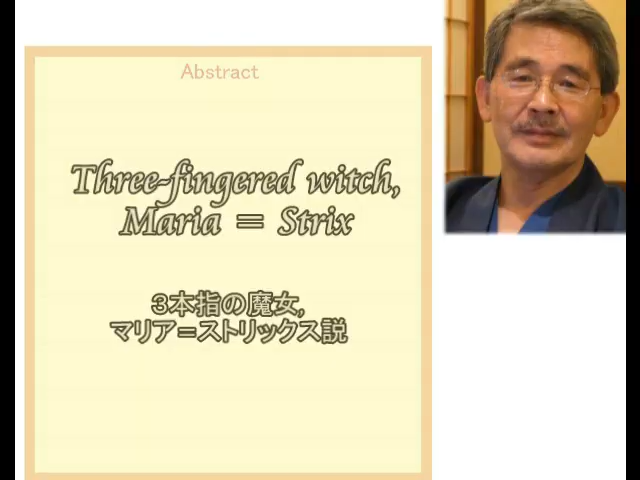 Abstract
Three-fingered witch,
Maria = Strix
３本指の魔女,
マリア＝ストリックス説